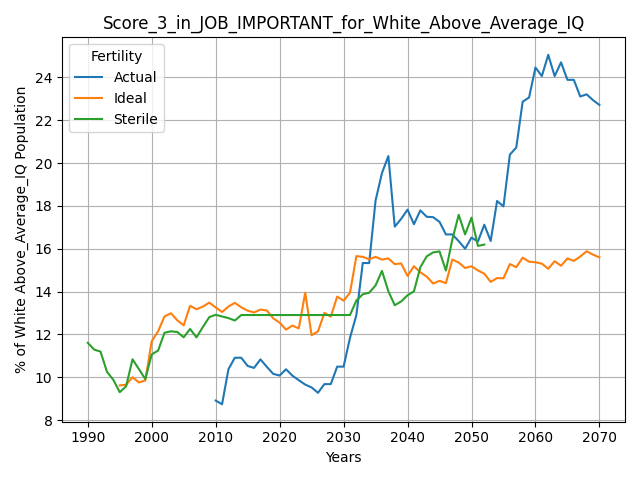 Score_3_in_JOB_IMPORTANT_for_White_Above_Average_IQ
Fertility
Actual
Ideal
Sterile
% of White Above_Average_IQ Population
24
22
20
18
16
14
12
10
8
1990 2000 2010 2020 2030 2040 2050 2060 2070
Years